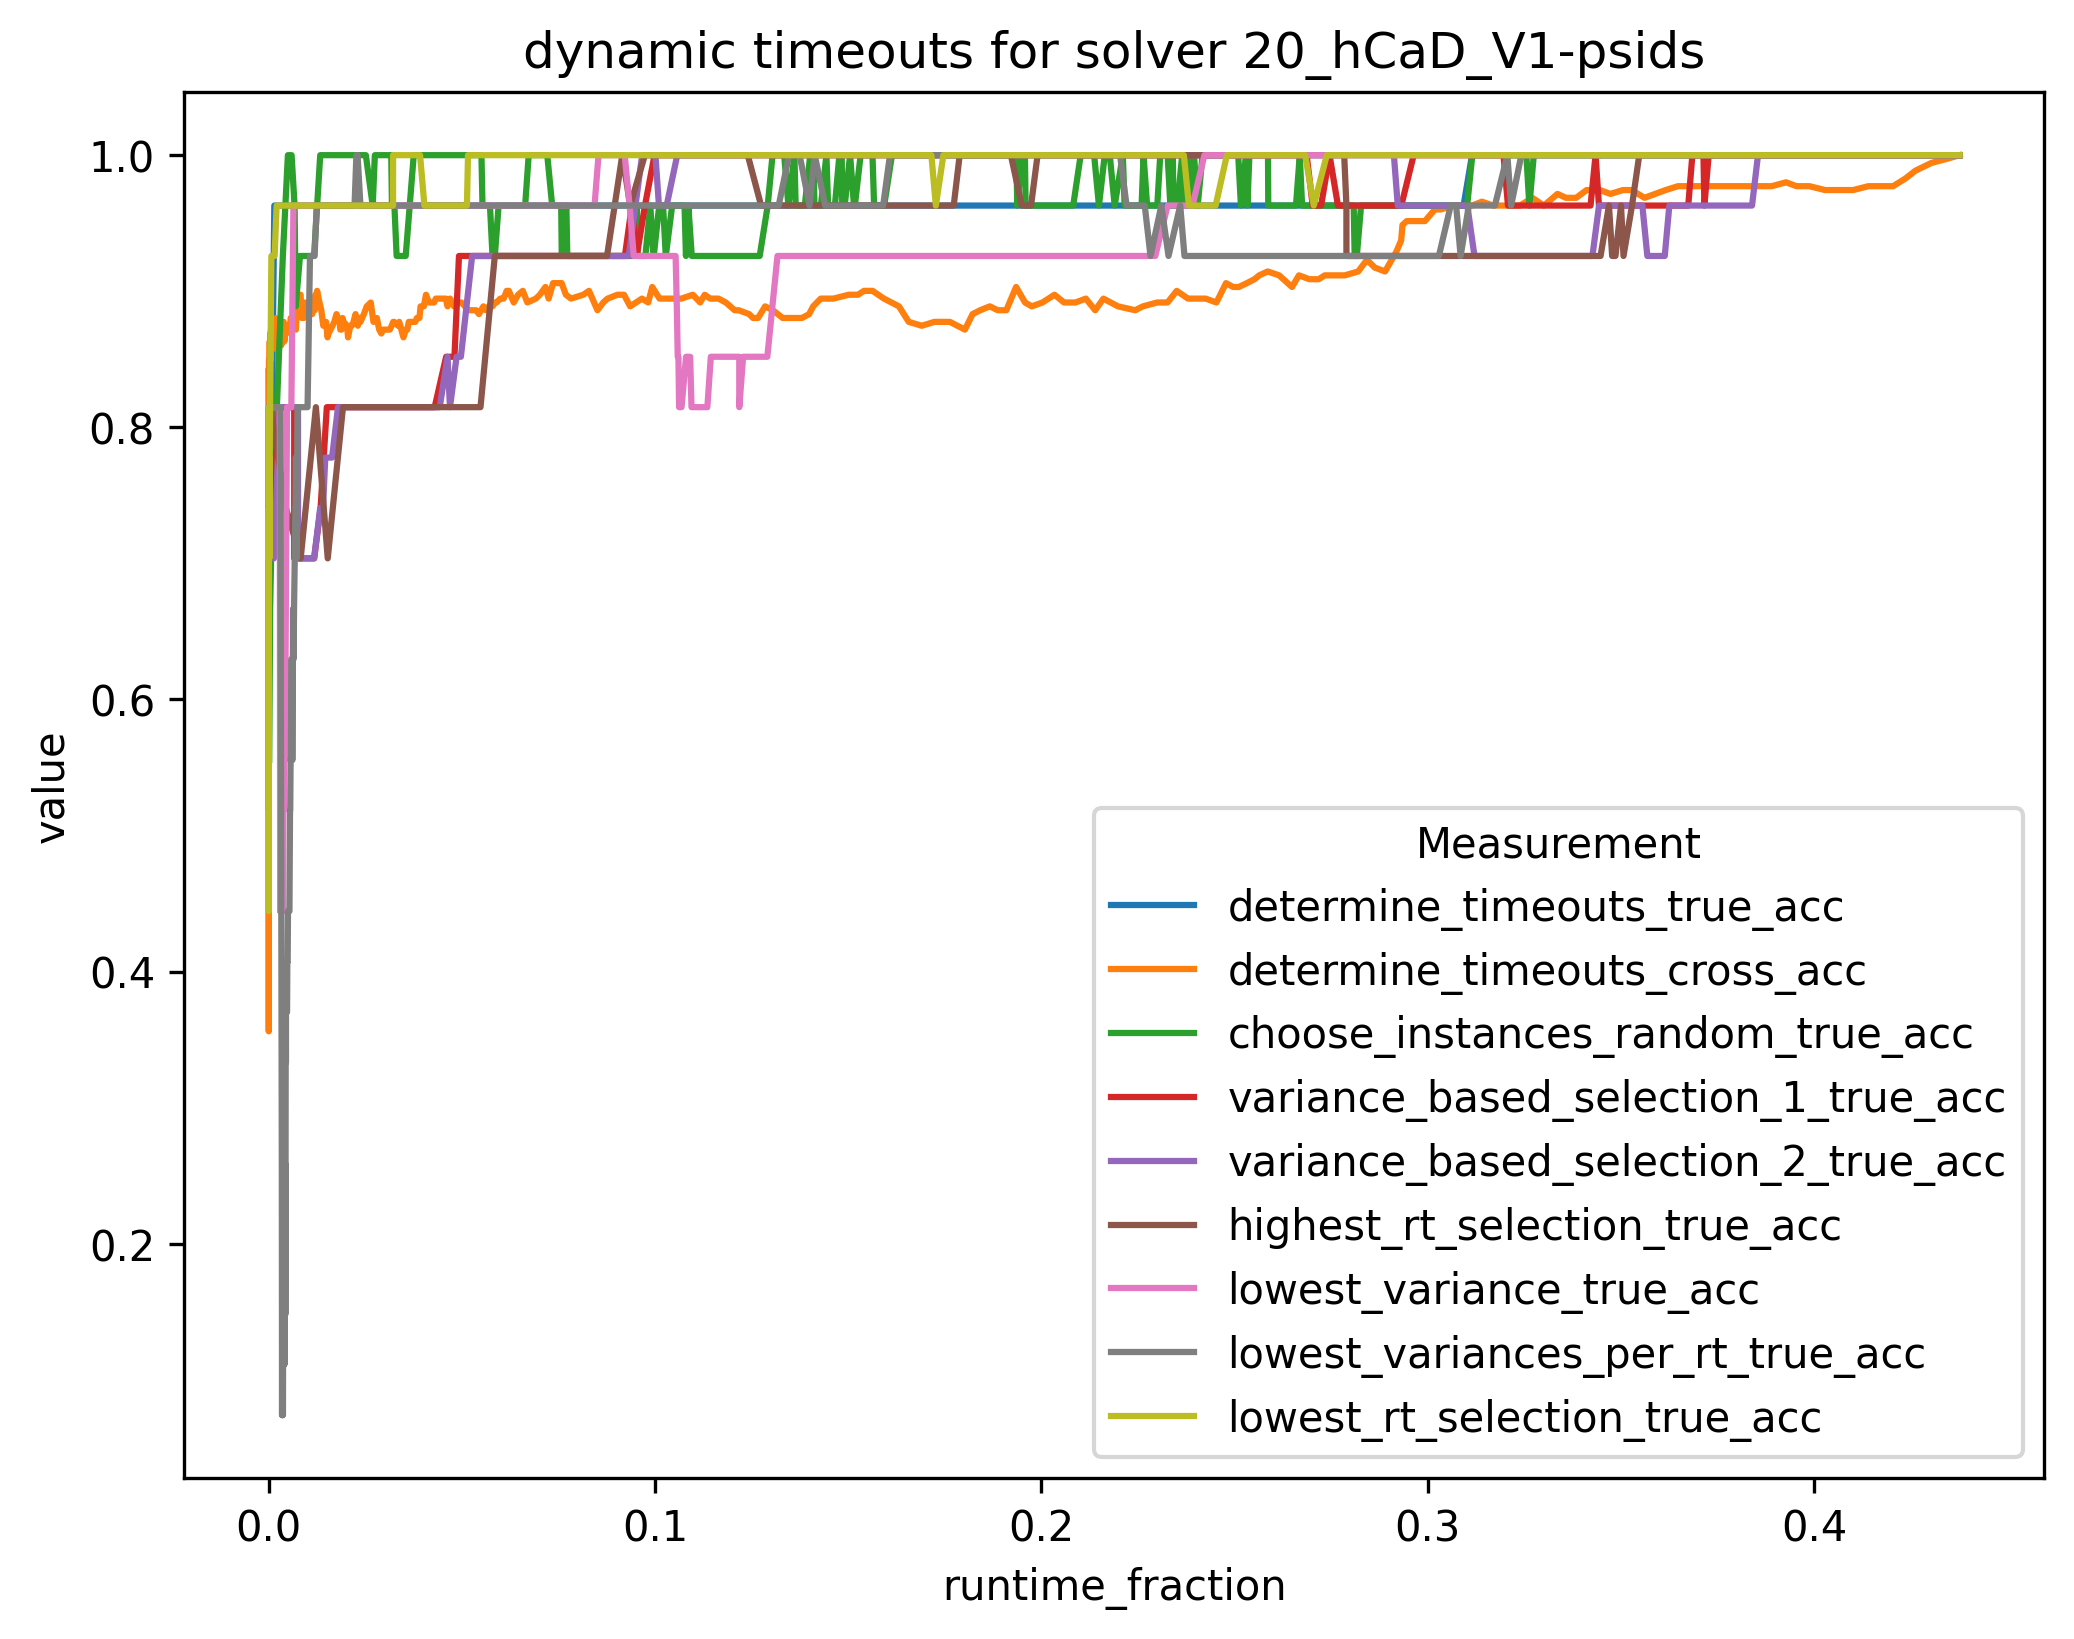 dynamic timeouts for solver 20_hCaD_V1-psids
1.0
0.8
0.6
0.4
0.2
value
0.0 0.1 0.2 0.3 0.4
runtime_fraction
Measurement
determine_timeouts_true_acc
determine_timeouts_cross_acc
choose_instances_random_true_acc
variance_based_selection_1_true_acc
variance_based_selection_2_true_acc
highest_rt_selection_true_acc
lowest_variance_true_acc
lowest_variances_per_rt_true_acc
lowest_rt_selection_true_acc